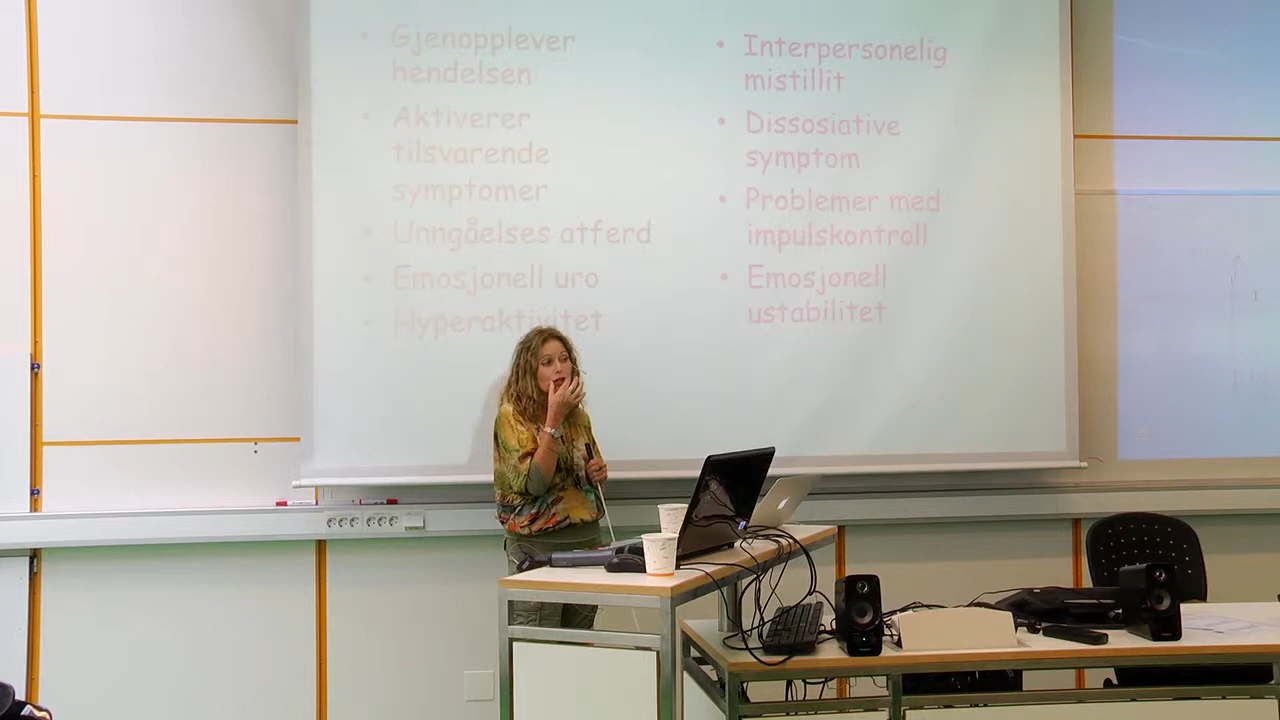 • Gjenopplever
hendelsen
• Aktiverer
tilsvarende
symptomer
• Unngåelses atferd
• Emosjonell uro
• Hyperaktivitet
• Interpersonelig
mistillit
• Dissosiative
symptom
• Problemer med
impulskontroll
• Emosjonell
ustabilitet